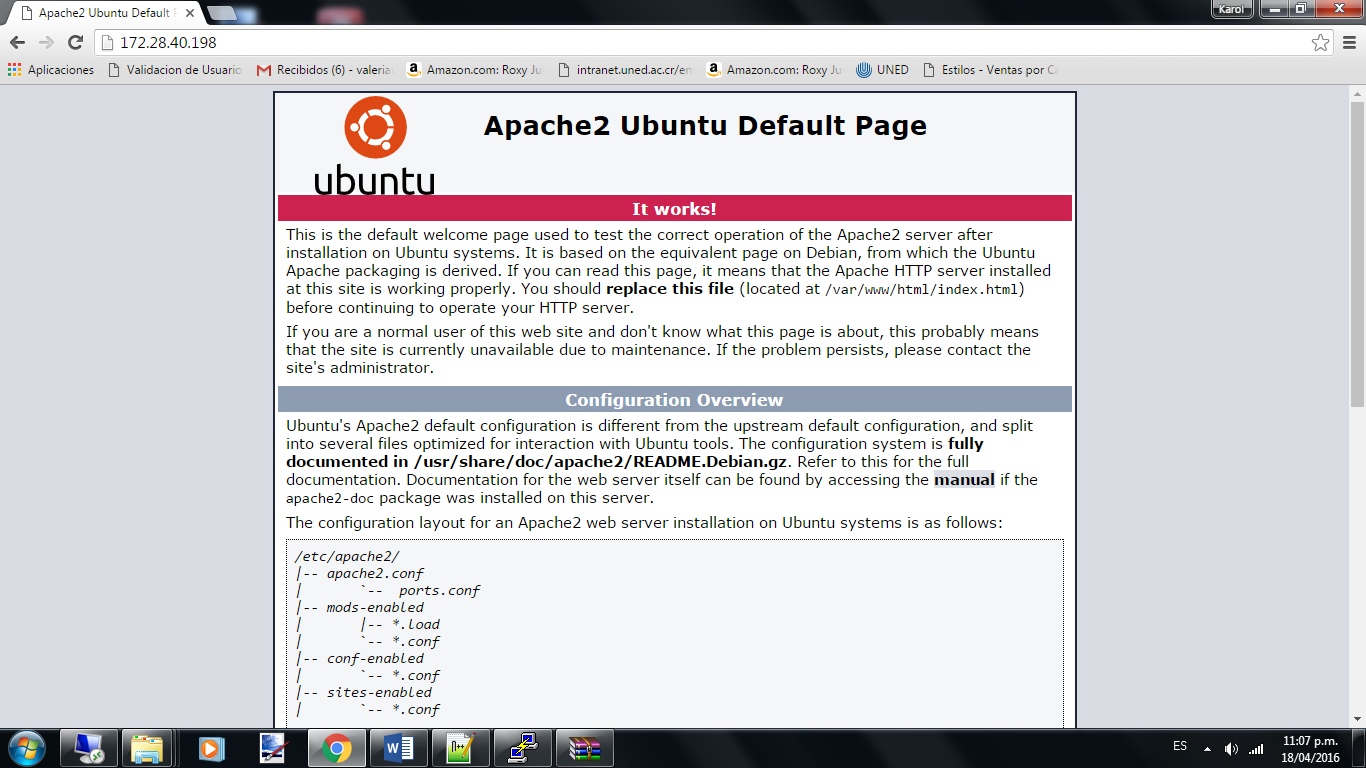 Apache2 Ubuntu Default P
Karol
172.28.40.198
Aplicaciones
Validacion de Usuario
Recibidos (6) - valeria
Amazon.com: Roxy Ju
intranet.uned.ac.cr/en
Amazon.com: Roxy Ju
UNED
Estilos - Ventas por Ca
ubuntu
Apache2 Ubuntu Default Page
It works!
This is the default welcome page used to test the correct operation of the Apache2 server after
installation on Ubuntu systems. It is based on the equivalent page on Debian, from which the Ubuntu
Apache packaging is derived. If you can read this page, it means that the Apache HTTP server installed
at this site is working properly. You should replace this file (located at /var/www/html/index.html)
before continuing to operate your HTTP server.
If you are a normal user of this web site and don't know what this page is about, this probably means
that the site is currently unavailable due to maintenance. If the problem persists, please contact the
site's administrator.
Configuration Overview
Ubuntu's Apache2 default configuration is different from the upstream default configuration, and split
into several files optimized for interaction with Ubuntu tools. The configuration system is fully
documented in /usr/share/doc/apache2/README.Debian.gz. Refer to this for the full
documentation. Documentation for the web server itself can be found by accessing the manual if the
apache2-doc package was installed on this server.
The configuration layout for an Apache2 web server installation on Ubuntu systems is as follows:
/etc/apache2/
|-- apache2.conf
|       `--  ports.conf
|-- mods-enabled
|       |-- *.load
|       `-- *.conf
|-- conf-enabled
|       `-- *.conf
|-- sites-enabled
|       `-- *.conf
ES
11:07 p.m.
18/04/2016